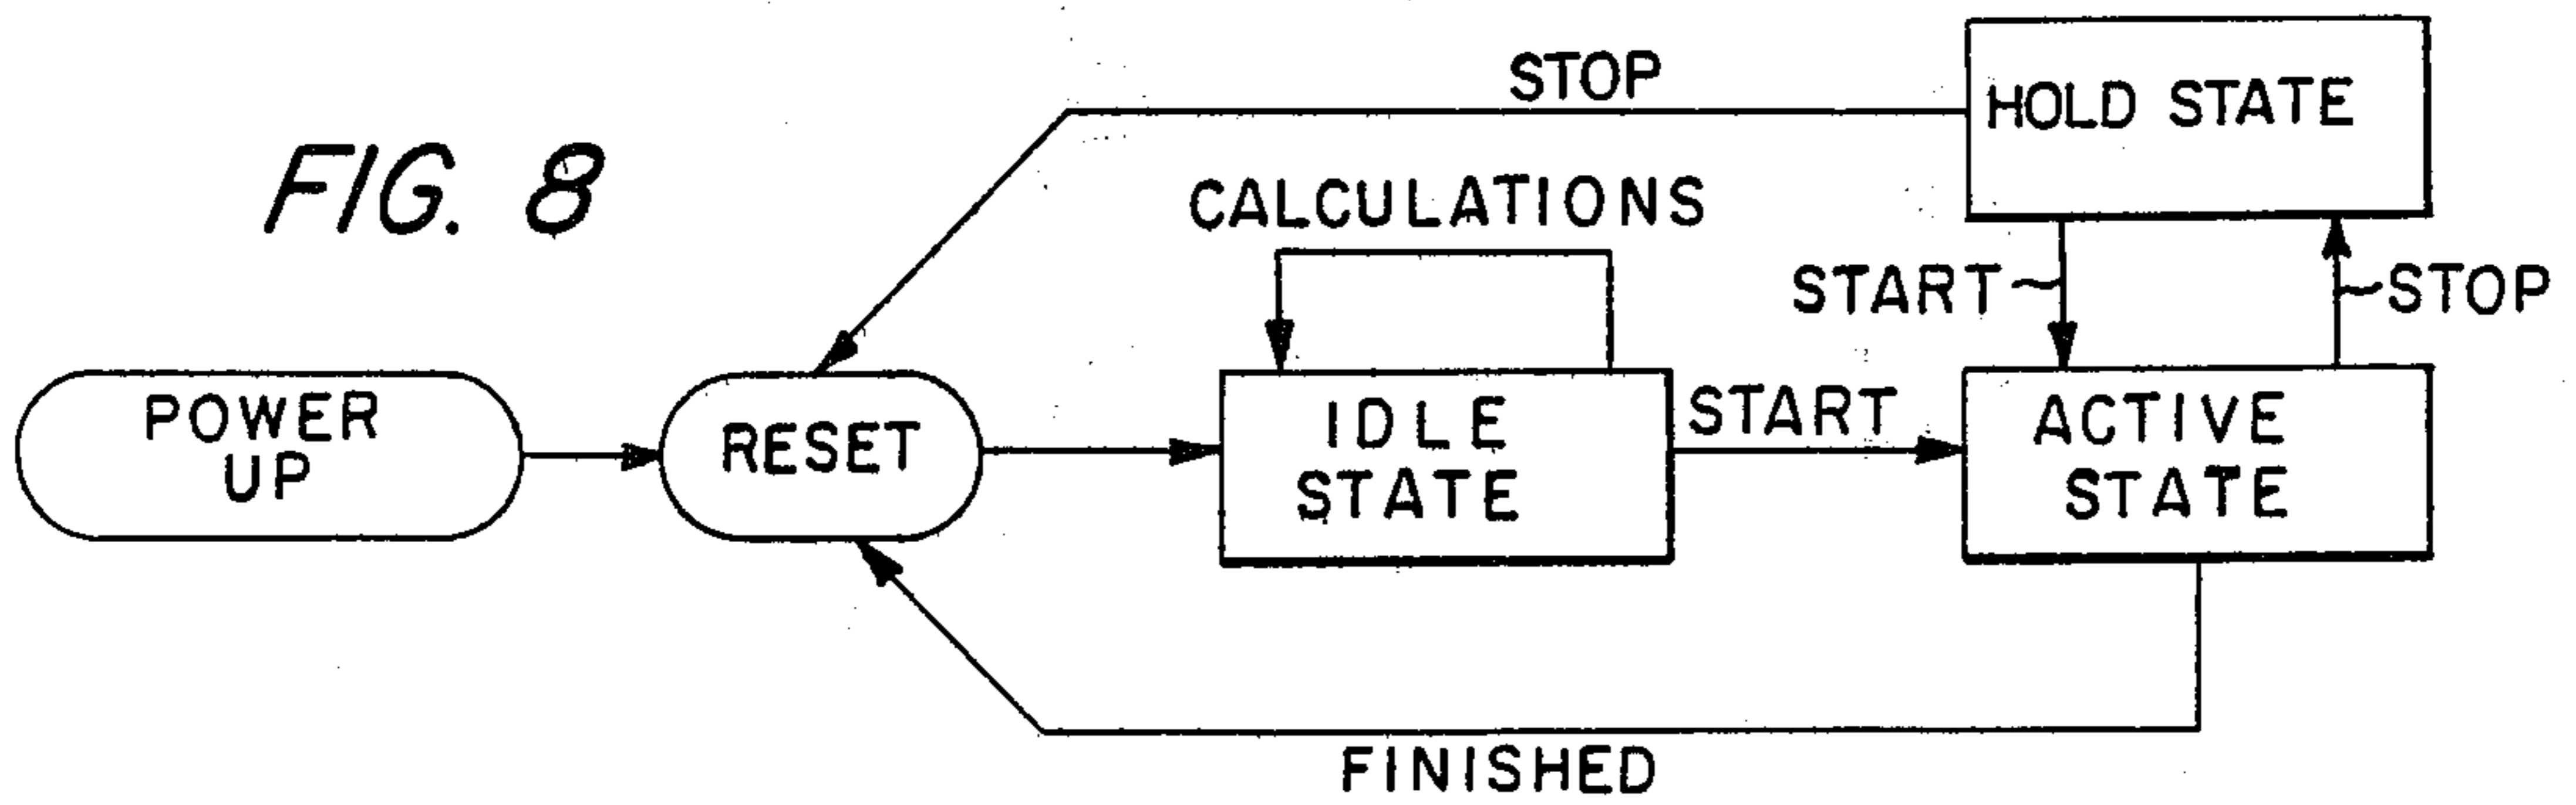 FIG. 8
STOP
HOLD STATE
CALCULATIONS
START
STOP
POWER
UP
RESET
IDLE
STATE
START
ACTIVE
STATE
FINISHED